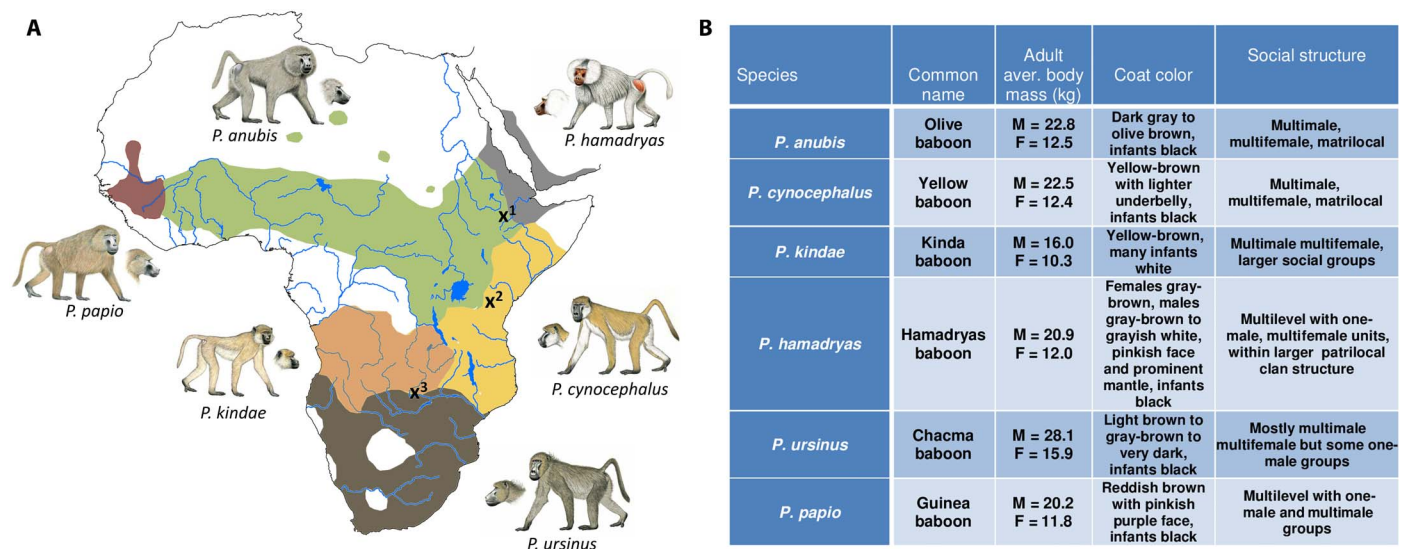 A
P. anubis
P. hamadryas
x1
x2
P. papio
P. cynocephalus
x3
P. kindae
P. ursinus
B
Species
Common
name
Adult
aver. body
mass (kg)
Coat color
Social structure
P. anubis
Olive
baboon
M = 22.8
F = 12.5
Dark gray to
olive brown,
infants black
Multimale,
multifemale, matrilocal
P. cynocephalus
Yellow
baboon
M = 22.5
F = 12.4
Yellow-brown
with lighter
underbelly,
infants black
Multimale,
multifemale, matrilocal
P. kindae
Kinda
baboon
M = 16.0
F = 10.3
Yellow-brown,
many infants
white
Multimale multifemale,
larger social groups
P. hamadryas
Hamadryas
baboon
M = 20.9
F = 12.0
Females gray-
brown, males
gray-brown to
grayish white,
pinkish face
and prominent
mantle, infants
black
Multilevel with one-
male, multifemale units,
within larger patrilocal
clan structure
P. ursinus
Chacma
baboon
M = 28.1
F = 15.9
Light brown to
gray-brown to
very dark,
infants black
Mostly multimale
multifemale but some one-
male groups
P. papio
Guinea
baboon
M = 20.2
F = 11.8
Reddish brown
with pinkish
purple face,
infants black
Multilevel with one-
male and multimale
groups